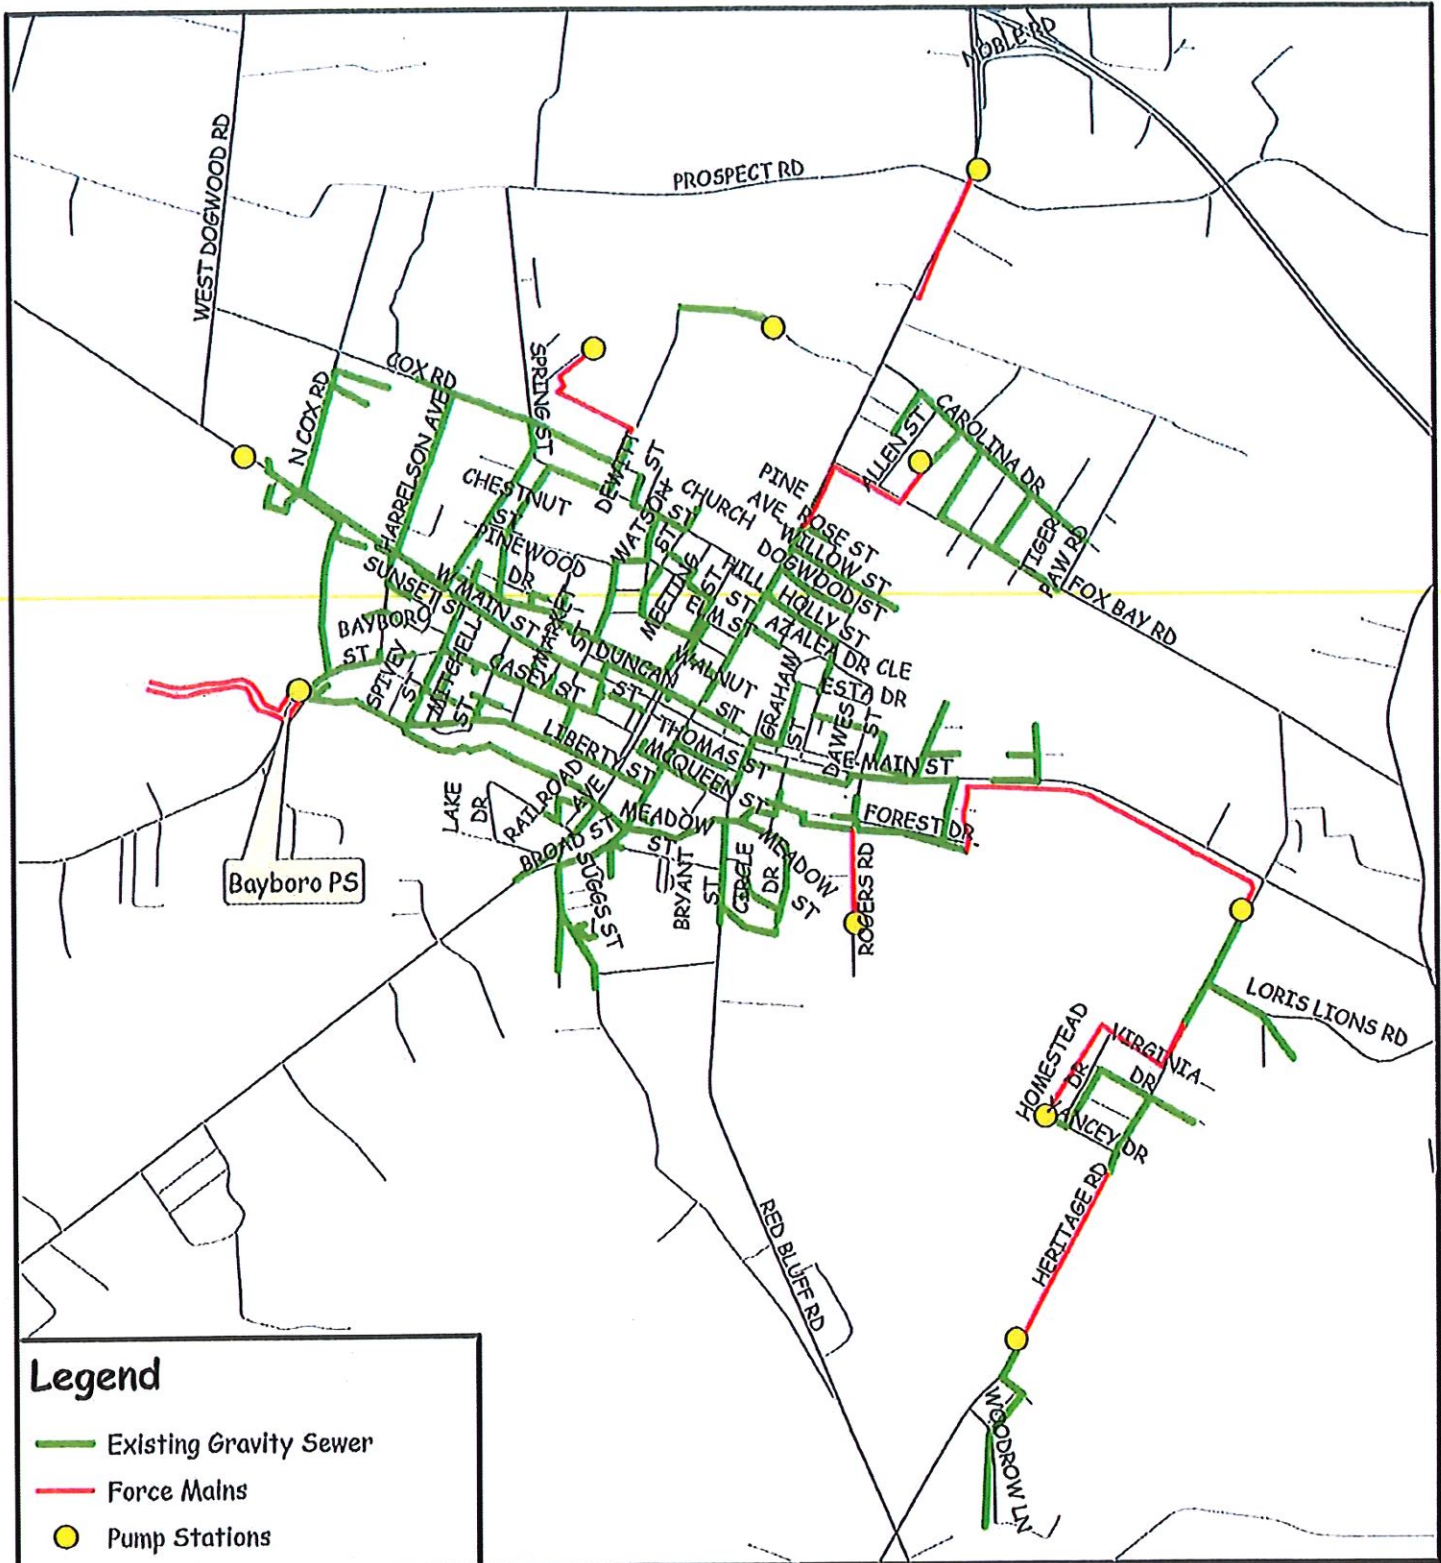 NOBLE RD
PROSPECT RD
WEST DOGWOOD RD
SPRING ST
COX RD
N COX RD
HARRELSON AVE
CAROLINA DR
ALLEN ST
DEWITT ST
CHESTNUT ST
WATSON ST
CHURCH ST
PINE AVE
ROSE ST
WILLOW ST
DOGWOOD ST
TIGER PAW RD
FOX BAY RD
PINEWOOD DR
HILL ST
HOLLY ST
SUNSET ST
W MAIN ST
MEETING ST
ELM ST
AZALEA DR CLE
BAYBORO ST
MARKET ST
DUNCAN ST
WALNUT ST
ESTA DR
SPIVEY ST
MITCHELL ST
CASEY ST
GRAHAM ST
DAWES ST
THOMAS ST
E MAIN ST
LIBERTY ST
MCQUEEN ST
LAKE DR
RAILROAD AVE
MEADOW ST
FOREST DR
BROAD ST
MEADOW ST
SUGGS ST
BRYANT ST
CIRCLE DR
ROGERS RD
Bayboro PS
LORIS LIONS RD
HOMESTEAD DR
VIRGINIA DR
YANCEY DR
HERITAGE RD
RED BLUFF RD
WOODROW LN
Legend
Existing Gravity Sewer
Force Mains
Pump Stations